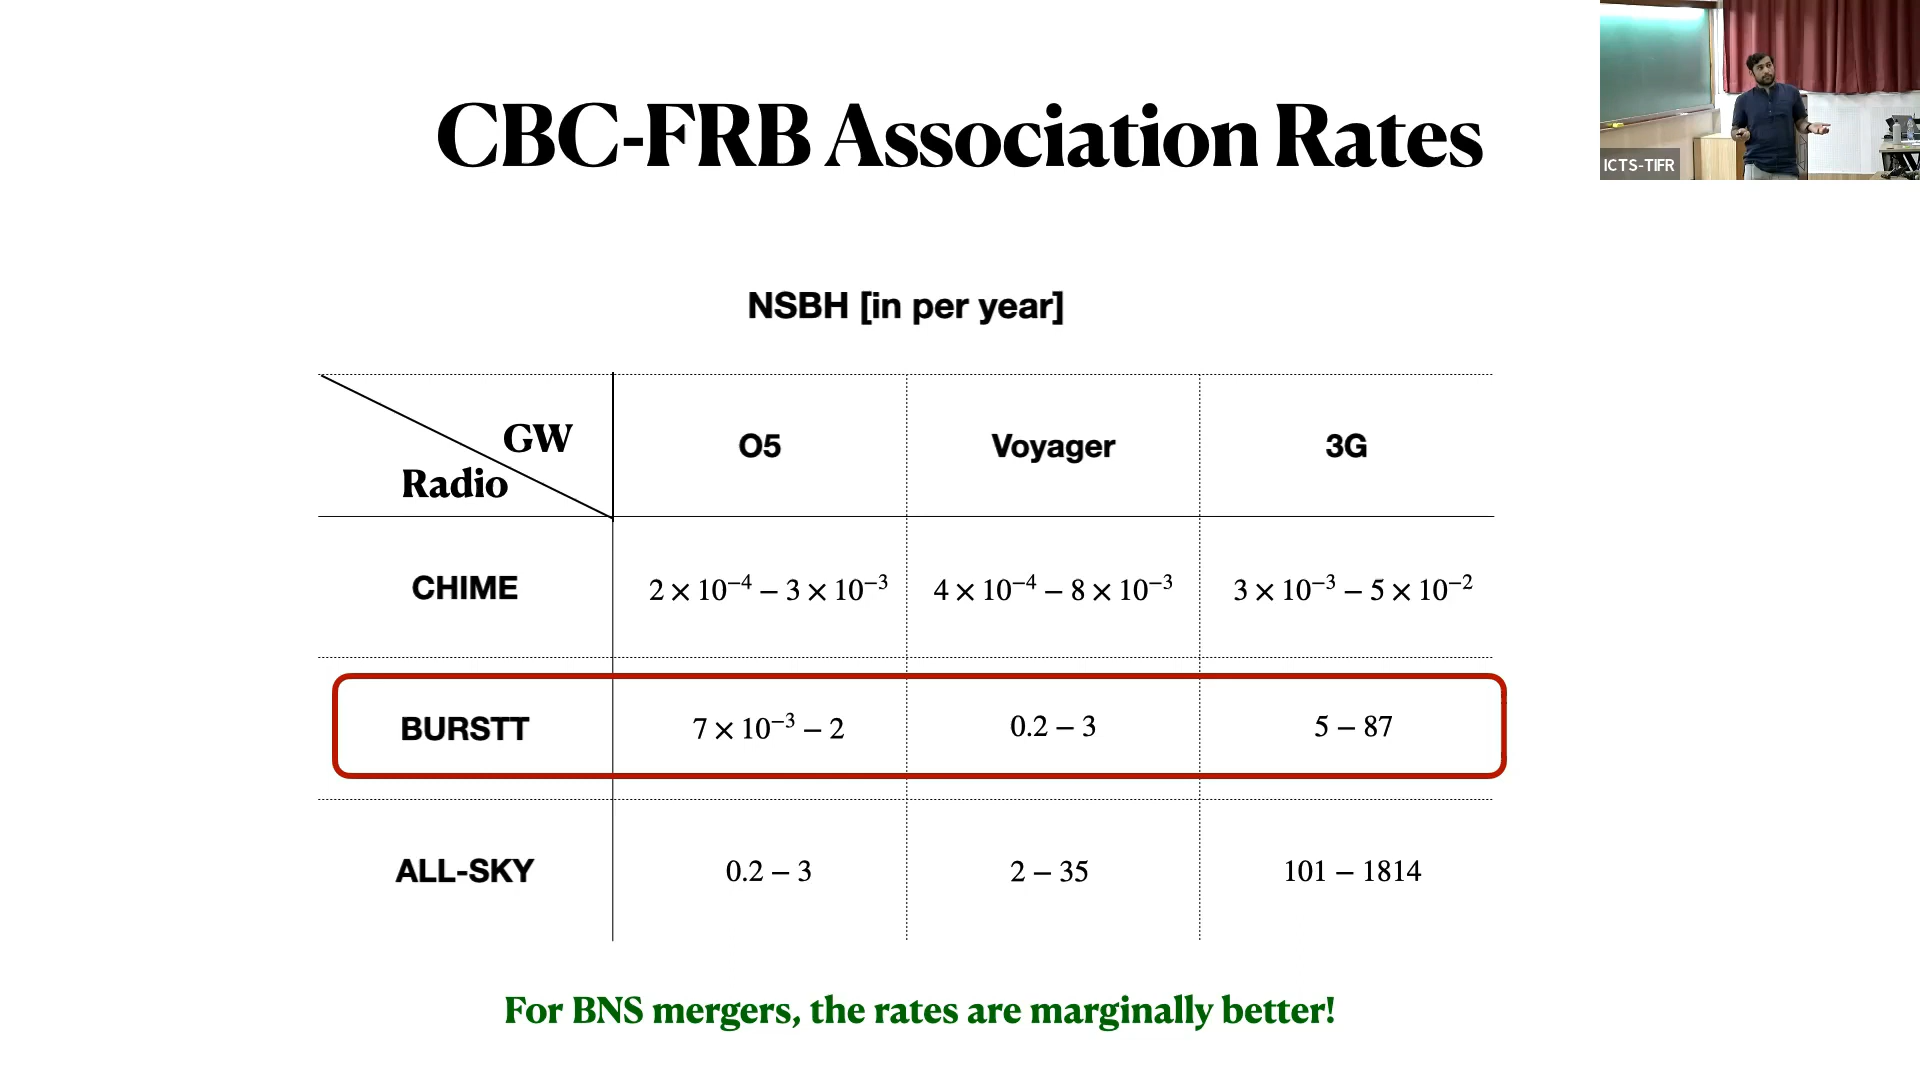 CBC-FRB Association Rates
ICTS-TIFR
NSBH [in per year]
GW
Radio
O5 Voyager 3G
CHIME 2 × 10⁻⁴ – 3 × 10⁻³ 4 × 10⁻⁴ – 8 × 10⁻³ 3 × 10⁻³ – 5 × 10⁻²
BURSTT 7 × 10⁻³ – 2 0.2 – 3 5 – 87
ALL-SKY 0.2 – 3 2 – 35 101 – 1814
For BNS mergers, the rates are marginally better!